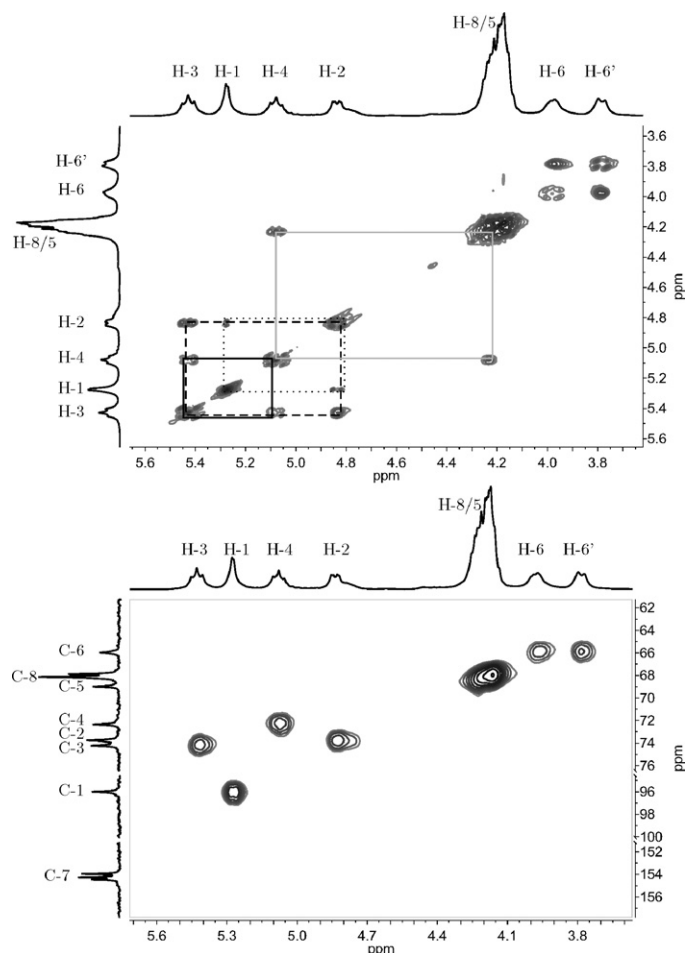 H-8/5
H-3 H-1 H-4 H-2 H-6 H-6'
H-6'
H-6
H-8/5
H-2
H-4
H-1
H-3
3.6
3.8
4.0
4.2
4.4
4.6
4.8
5.0
5.2
5.4
5.6
ppm
5.6 5.4 5.2 5.0 4.8 4.6 4.4 4.2 4.0 3.8
ppm
H-8/5
H-3 H-1 H-4 H-2 H-6 H-6'
C-6
C-8
C-5
C-4
C-2
C-3
C-1
C-7
62
64
66
68
70
72
74
76
96
100
152
154
156
ppm
5.6 5.3 5.0 4.7 4.4 4.1 3.8
ppm